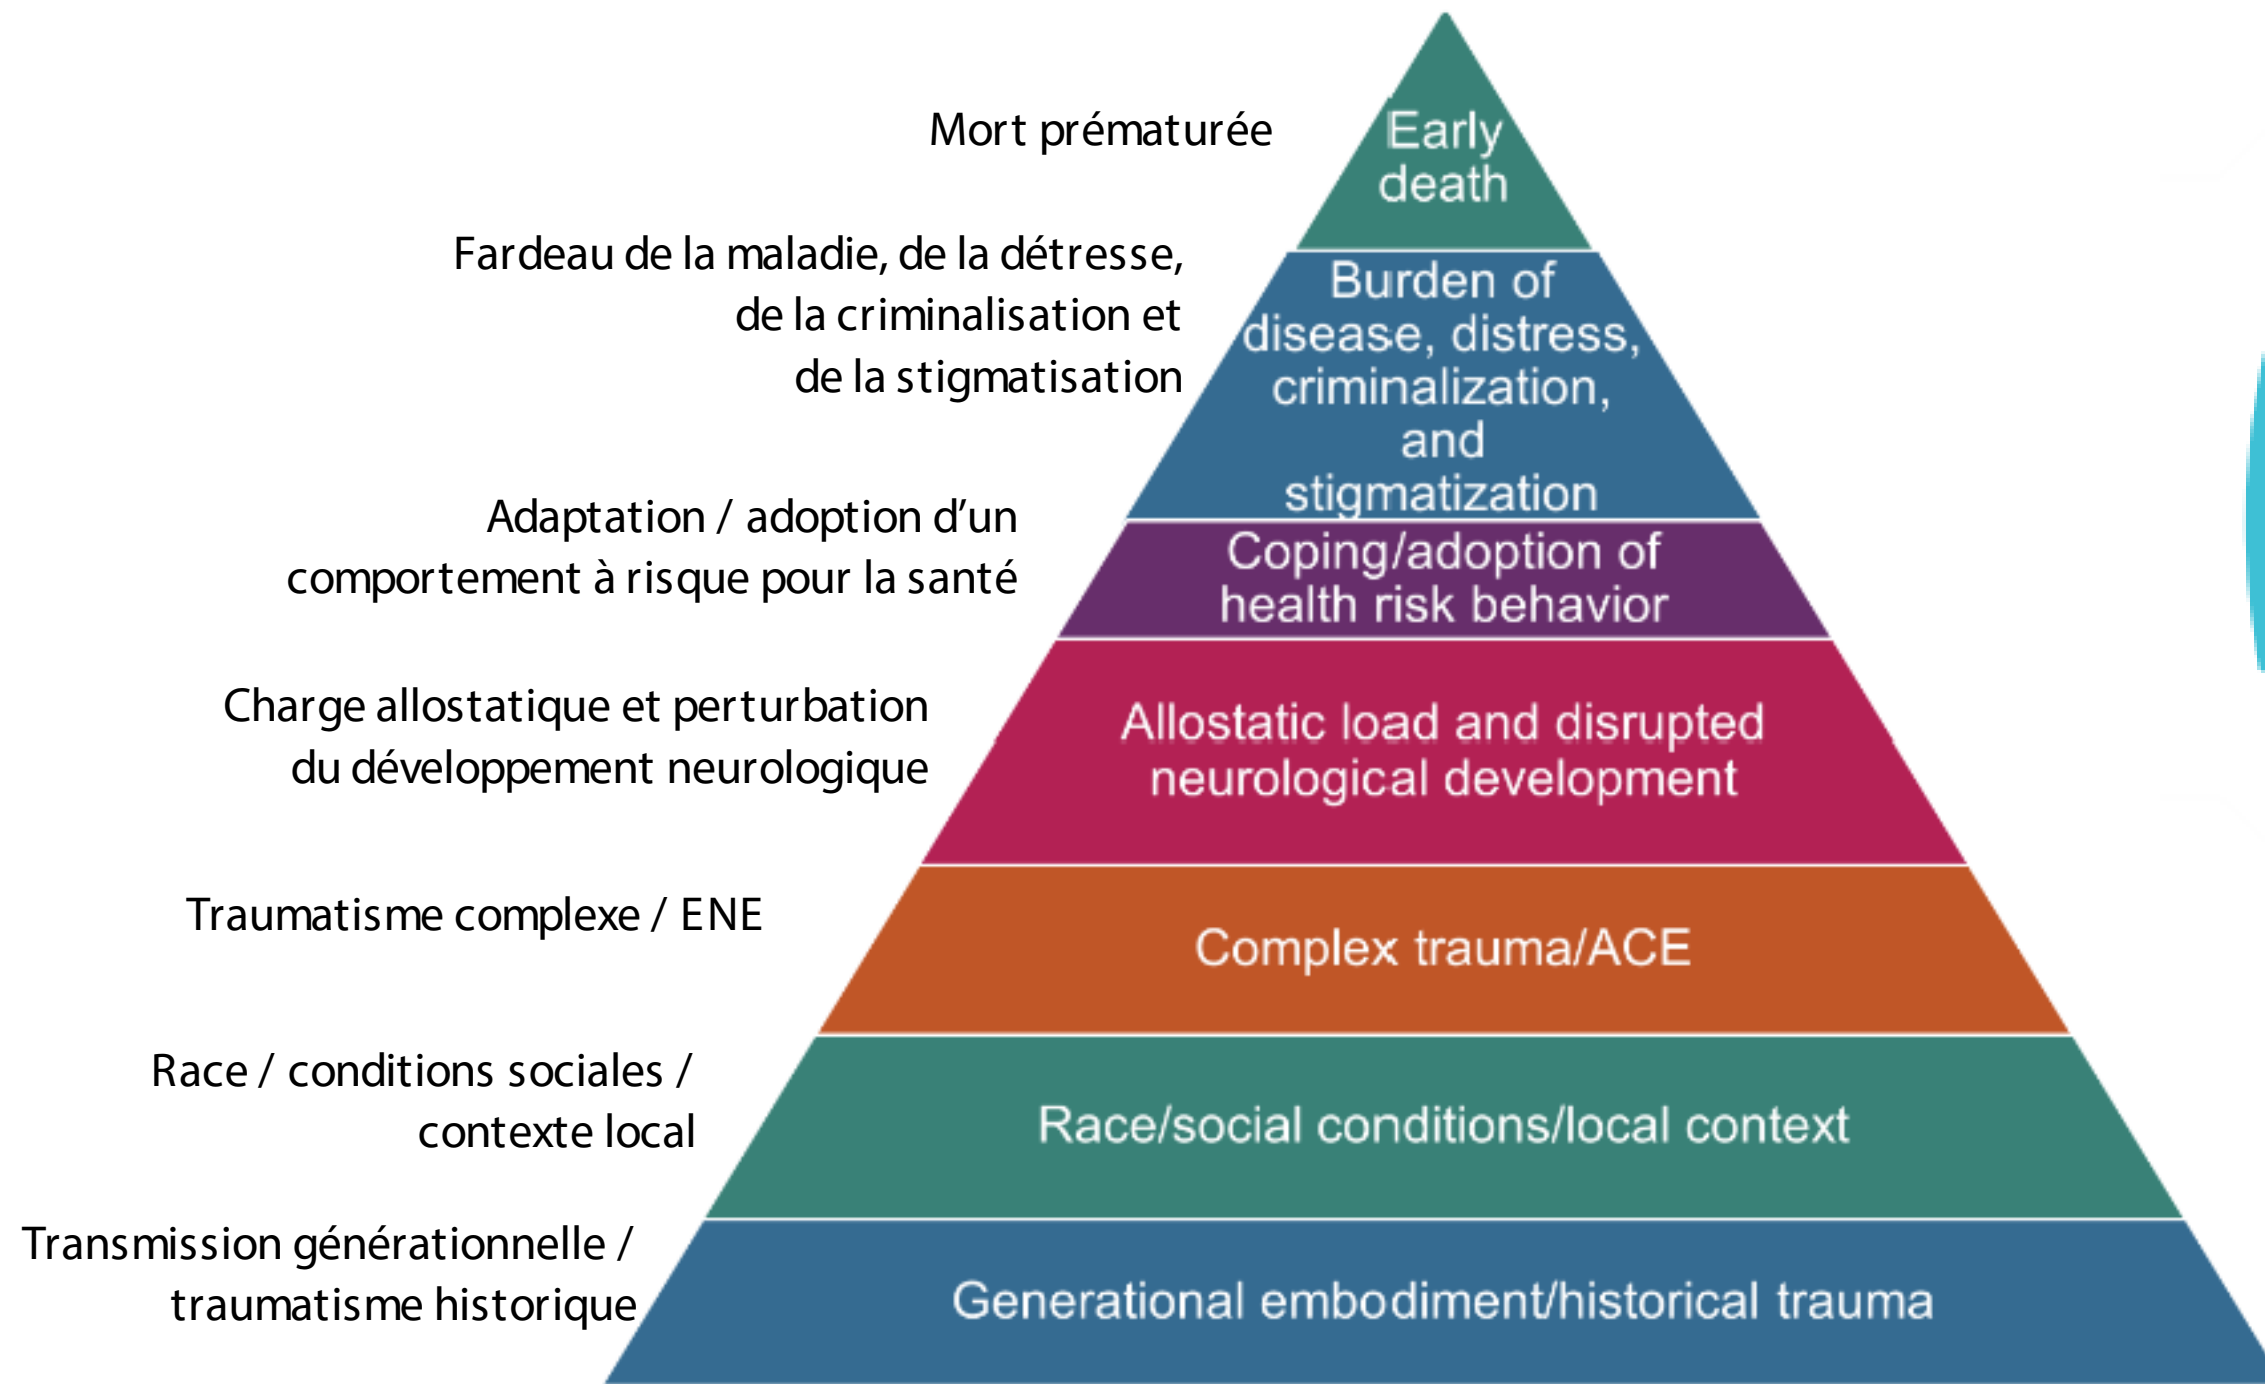 Mort prématurée
Early
death
Fardeau de la maladie, de la détresse,
de la criminalisation et
de la stigmatisation
Burden of
disease, distress,
criminalization,
and
stigmatization
Adaptation / adoption d’un
comportement à risque pour la santé
Coping/adoption of
health risk behavior
Charge allostatique et perturbation
du développement neurologique
Allostatic load and disrupted
neurological development
Traumatisme complexe / ENE
Complex trauma/ACE
Race / conditions sociales /
contexte local
Race/social conditions/local context
Transmission générationnelle /
traumatisme historique
Generational embodiment/historical trauma